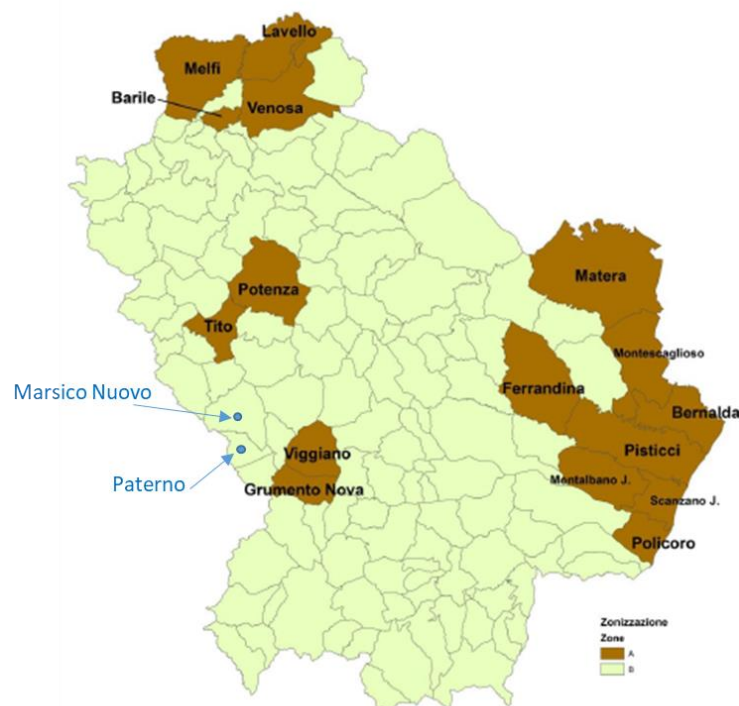 Lavello
Melfi
Barile
Venosa
Matera
Potenza
Tito
Montescaglioso
Ferrandina
Marsico Nuovo
Bernalda
Pisticci
Viggiano
Paterno
Grumento Nova
Montalbano J.
Scanzano J.
Policoro
Zonizzazione
Zone
A
B